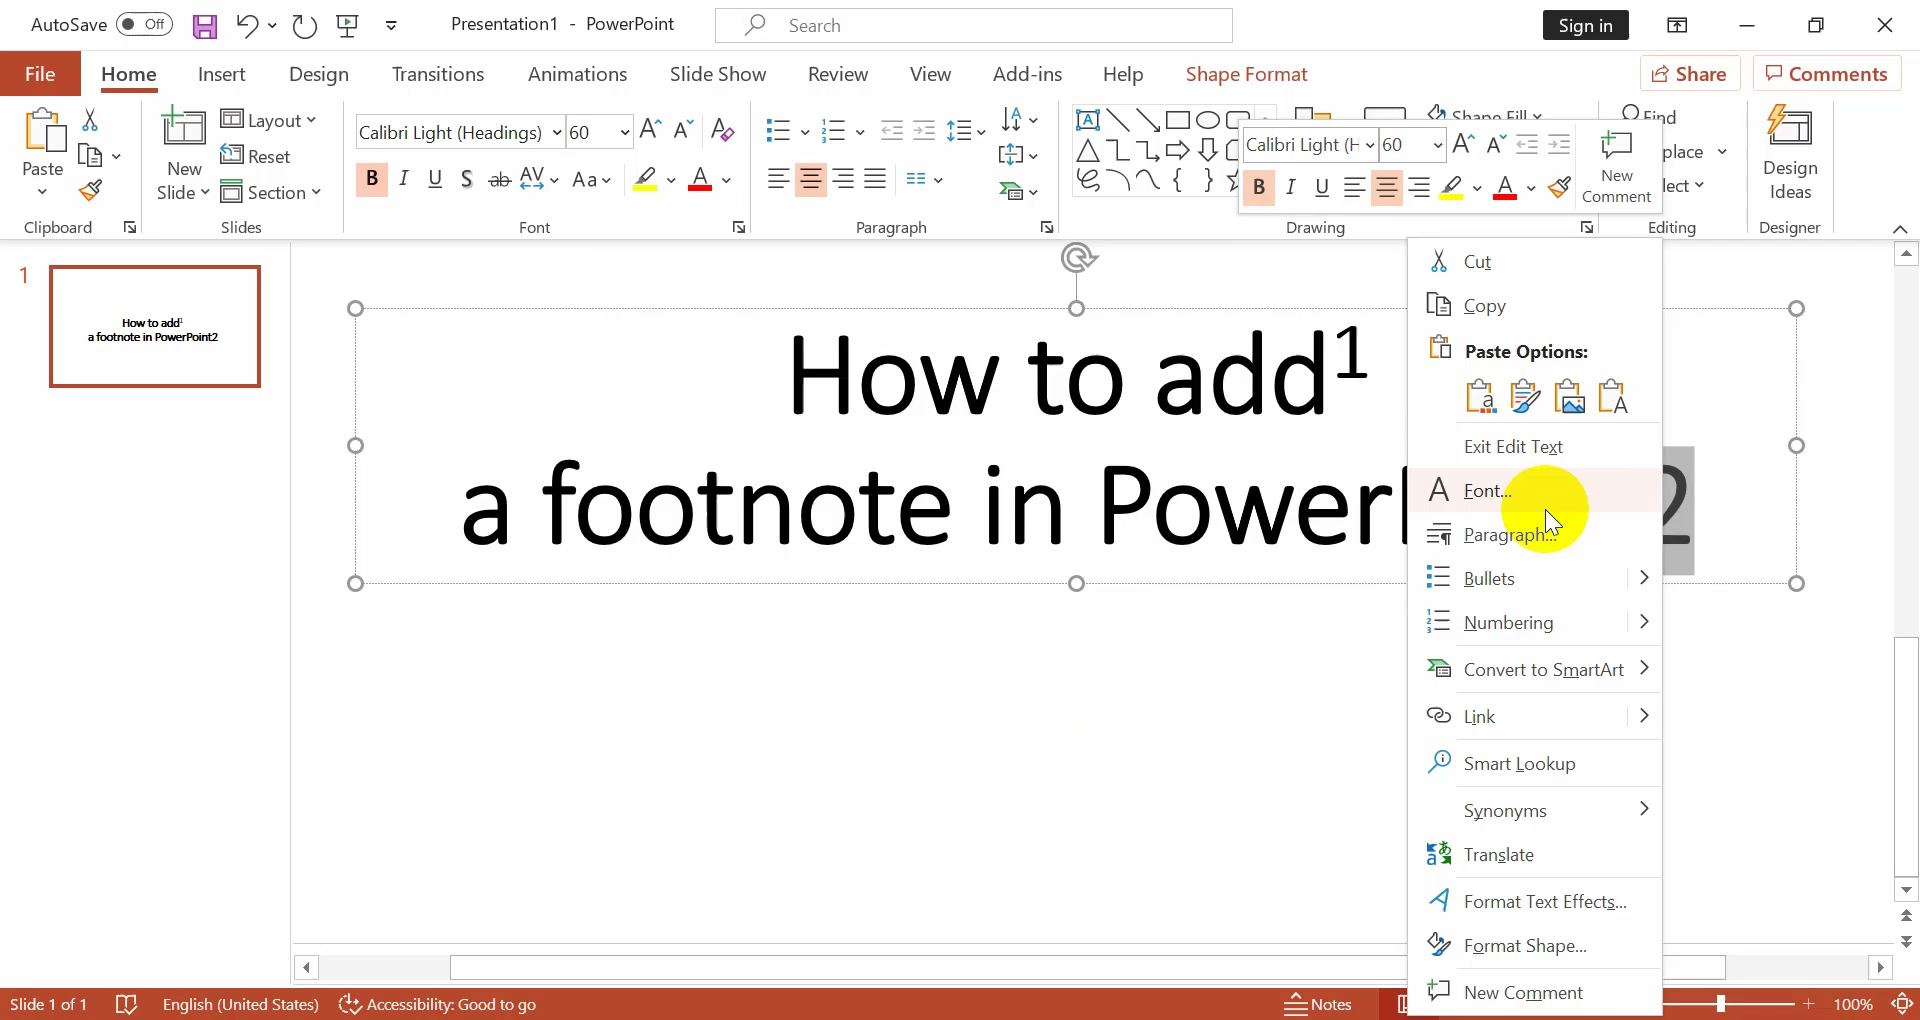 AutoSave Off Presentation1 - PowerPoint Search Sign in
File Home Insert Design Transitions Animations Slide Show Review View Add-ins Help Shape Format Share Comments
Paste
Clipboard
New
Slide
Layout
Reset
Section
Slides
Calibri Light (Headings) 60
B I U S ab AV Aa A
Font
Paragraph
Shape Fill
Drawing
Find
place
lect
Editing
Design
Ideas
Designer
Calibri Light (H 60
B I U A
New
Comment
1
How to add1
a footnote in PowerPoint2
How to add1
a footnote in Power 2
Cut
Copy
Paste Options:
Exit Edit Text
Font...
Paragraph...
Bullets
Numbering
Convert to SmartArt
Link
Smart Lookup
Synonyms
Translate
Format Text Effects...
Format Shape...
New Comment
Slide 1 of 1 English (United States) Accessibility: Good to go Notes 100%